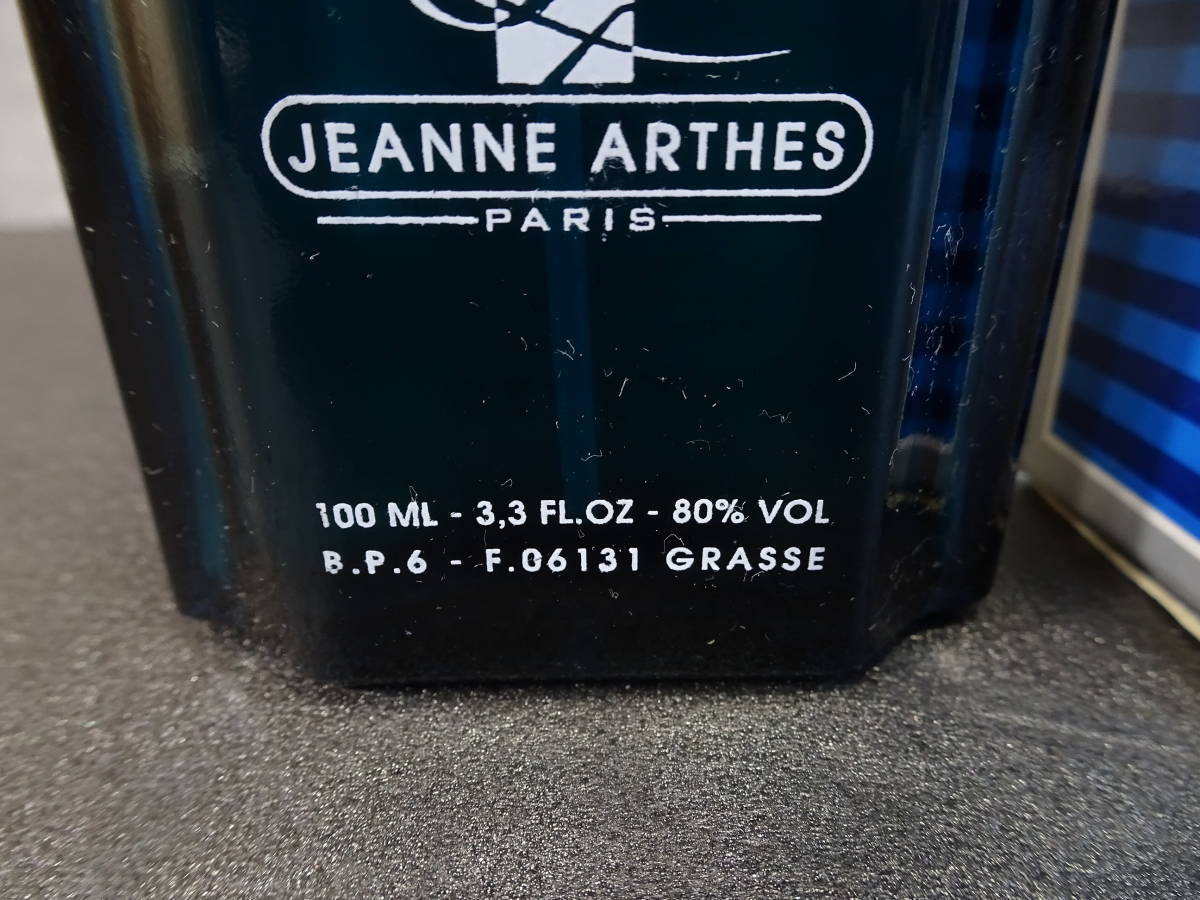 JEANNE ARTHES
PARIS
100 ML - 3,3 FL.OZ - 80% VOL
B.P.6 - F.06131 GRASSE